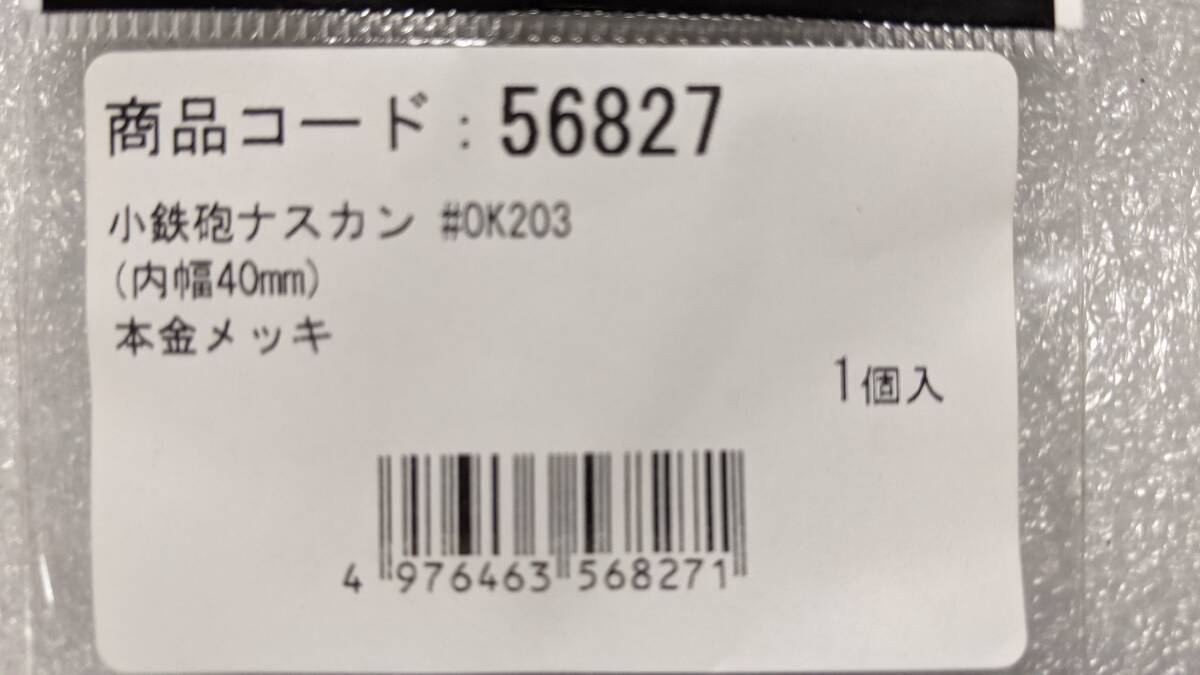 商品コード : 56827
小鉄砲ナスカン #OK203
(内幅40mm)
本金メッキ
1個入
4 976463 568271